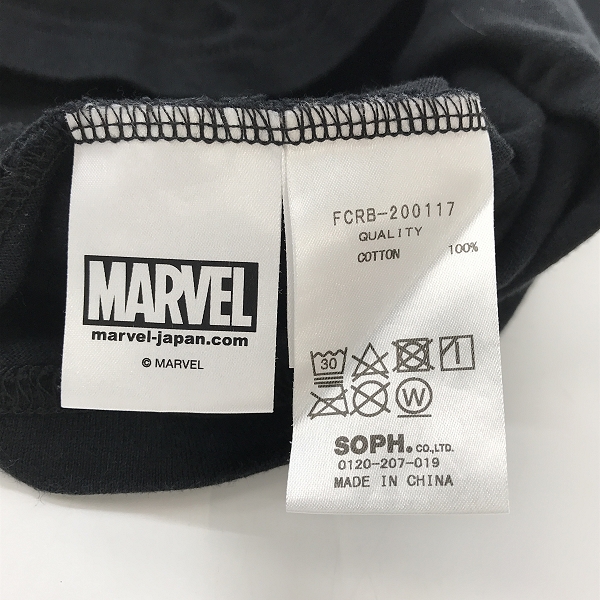 MARVEL
marvel-japan.com
© MARVEL
FCRB-200117
QUALITY
COTTON 100%
30
W
SOPH. CO.,LTD.
0120-207-019
MADE IN CHINA